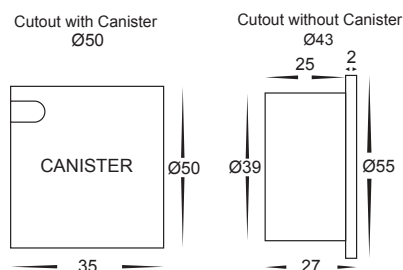 Cutout with Canister
Ø50
CANISTER
Ø50
35
Cutout without Canister
Ø43
25
2
Ø39
Ø55
27